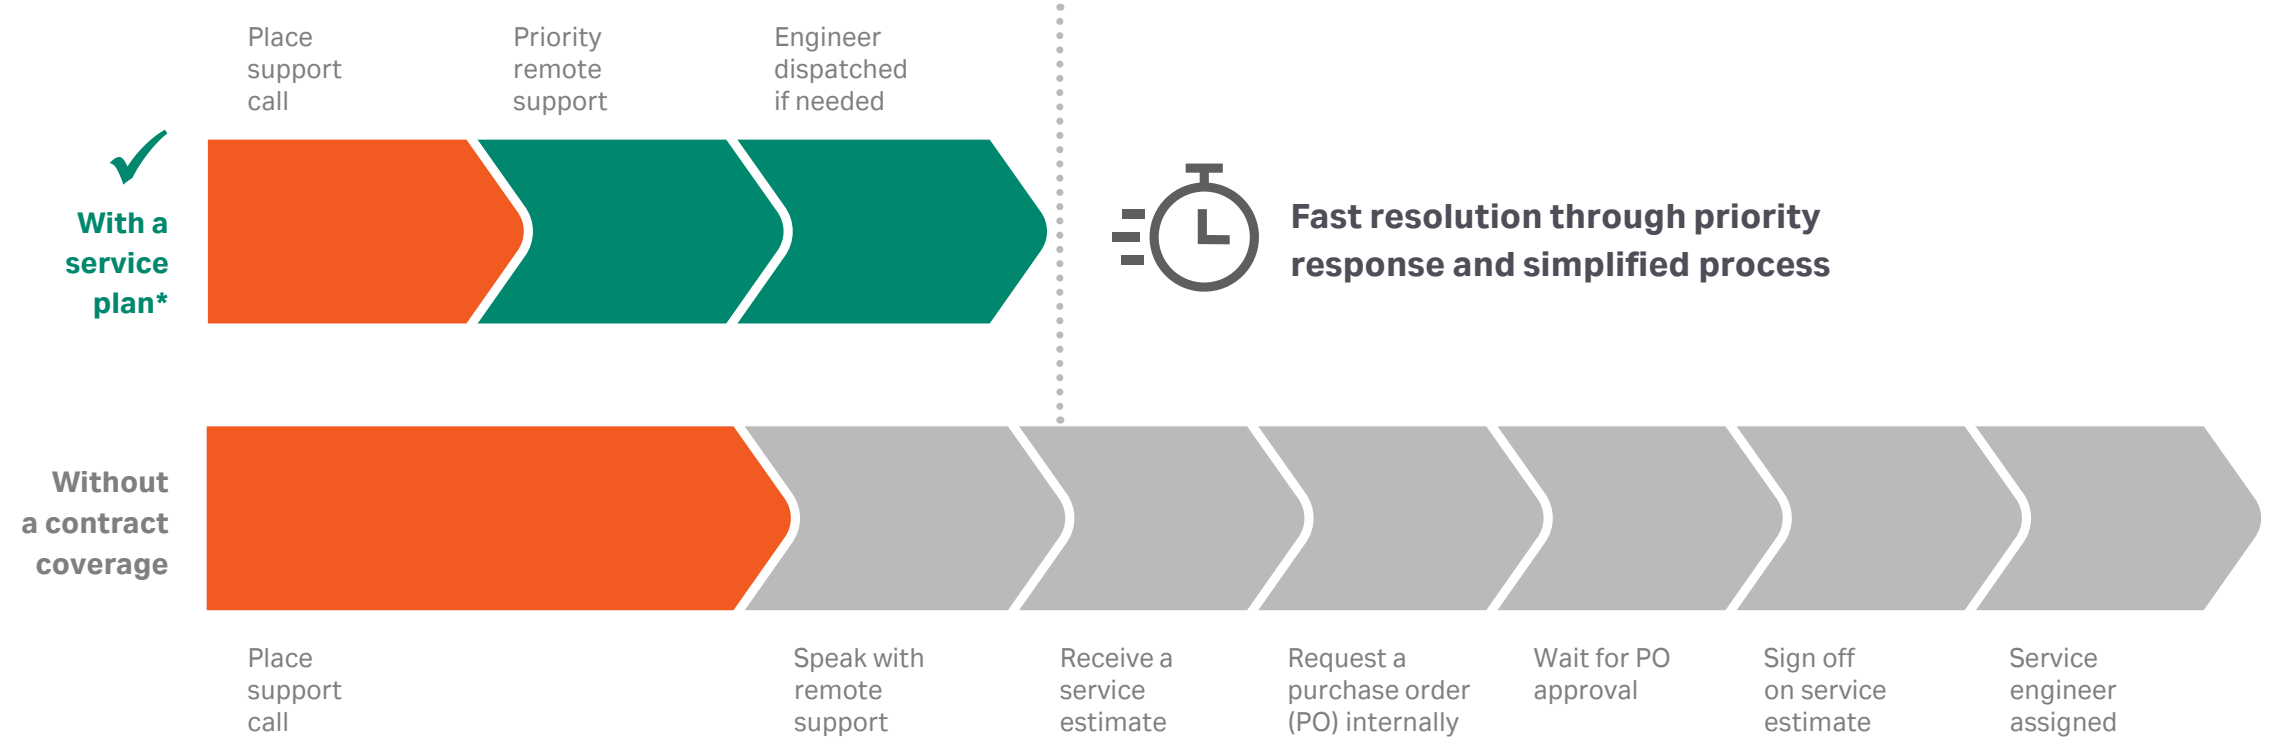 Place
support
call
Priority
remote
support
Engineer
dispatched
if needed
With a
service
plan*
Fast resolution through priority
response and simplified process
Without
a contract
coverage
Place
support
call
Speak with
remote
support
Receive a
service
estimate
Request a
purchase order
(PO) internally
Wait for PO
approval
Sign off
on service
estimate
Service
engineer
assigned